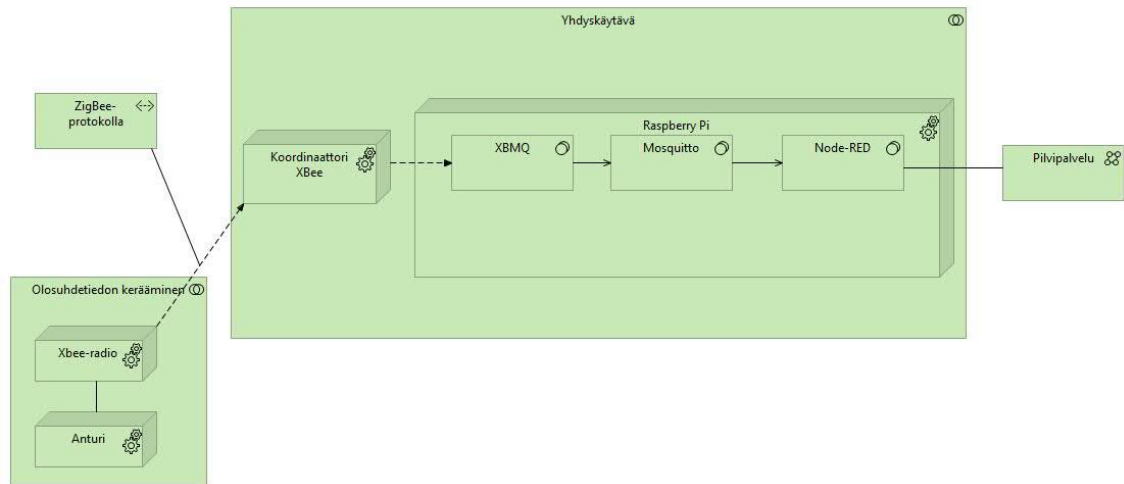 Yhdyskäytävä
ZigBee-
protokolla
Raspberry Pi
Koordinaattori
XBee
XBMQ
Mosquitto
Node-RED
Pilvipalvelu
Olosuhdetiedon kerääminen
Xbee-radio
Anturi